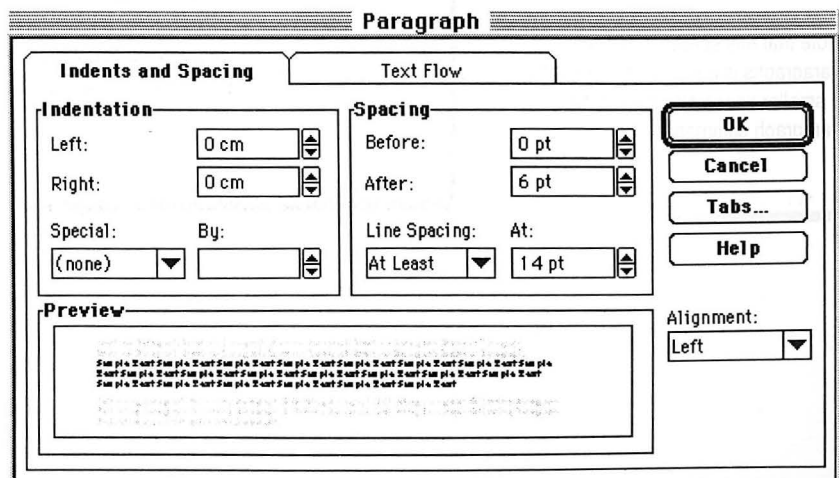 Paragraph
Indents and Spacing
Text Flow
Indentation
Left: 0 cm
Right: 0 cm
Special: By:
(none)
Spacing
Before: 0 pt
After: 6 pt
Line Spacing: At:
At Least 14 pt
OK
Cancel
Tabs...
Help
Alignment:
Left
Preview
Sample Text Sample Text Sample Text Sample Text Sample Text Sample Text Sample
Text Sample Text Sample Text Sample Text Sample Text Sample Text Sample Text
Sample Text Sample Text Sample Text Sample Text Sample Text Sample Text